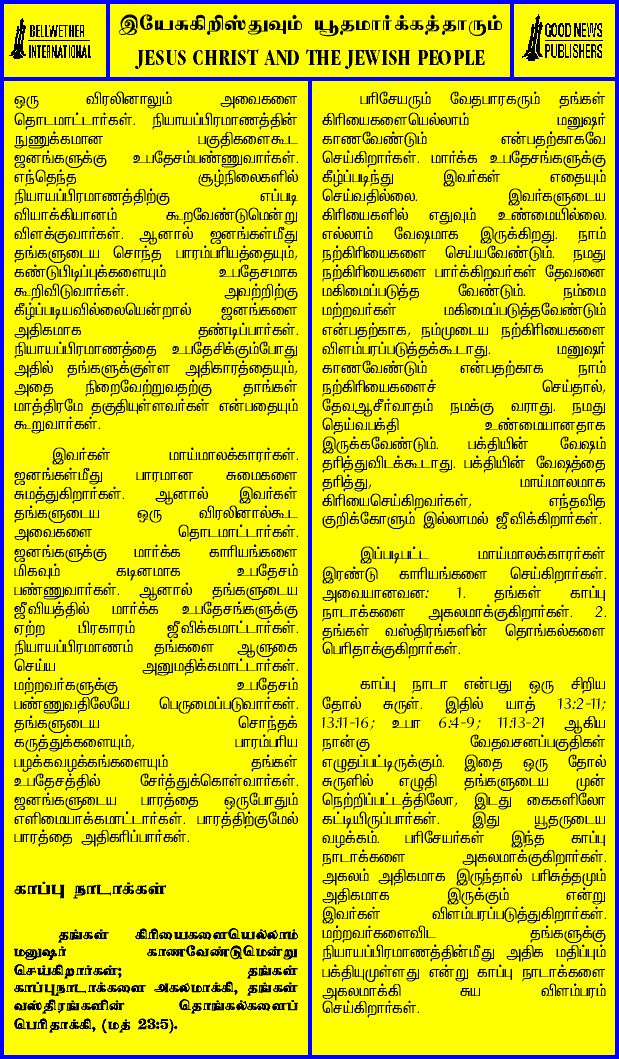 BELLWETHER
INTERNATIONAL
இயேசுகிறிஸ்துவும் யூதமார்க்கத்தாரும்
JESUS CHRIST AND THE JEWISH PEOPLE
GOOD NEWS
PUBLISHERS
ஒரு விரலினாலும் அவைகளை
தொடமாட்டார்கள். நியாயப்பிரமாணத்தின்
நுணுக்கமான பகுதிகளைகூட
ஜனங்களுக்கு உபதேசம்பண்ணுவார்கள்.
எந்தெந்த சூழ்நிலைகளில்
நியாயப்பிரமாணத்திற்கு எப்படி
வியாக்கியானம் கூறவேண்டுமென்று
விளக்குவார்கள். ஆனால் ஜனங்கள்மீது
தங்களுடைய சொந்த பாரம்பரியத்தையும்,
கண்டுபிடிப்புக்களையும் உபதேசமாக
கூறிவிடுவார்கள். அவற்றிற்கு
கீழ்ப்படியவில்லையென்றால் ஜனங்களை
அதிகமாக தண்டிப்பார்கள்.
நியாயப்பிரமாணத்தை உபதேசிக்கும்போது
அதில் தங்களுக்குள்ள அதிகாரத்தையும்,
அதை நிறைவேற்றுவதற்கு தாங்கள்
மாத்திரமே தகுதியுள்ளவர்கள் என்பதையும்
கூறுவார்கள்.
இவர்கள் மாய்மாலக்காரர்கள்.
ஜனங்கள்மீது பாரமான சுமைகளை
சுமத்துகிறார்கள். ஆனால் இவர்கள்
தங்களுடைய ஒரு விரலினால்கூட
அவைகளை தொடமாட்டார்கள்.
ஜனங்களுக்கு மார்க்க காரியங்களை
மிகவும் கடினமாக உபதேசம்
பண்ணுவார்கள். ஆனால் தங்களுடைய
ஜீவியத்தில் மார்க்க உபதேசங்களுக்கு
ஏற்ற பிரகாரம் ஜீவிக்கமாட்டார்கள்.
நியாயப்பிரமாணம் தங்களை ஆளுகை
செய்ய அனுமதிக்கமாட்டார்கள்.
மற்றவர்களுக்கு உபதேசம்
பண்ணுவதிலேயே பெருமைப்படுவார்கள்.
தங்களுடைய சொந்தக்
கருத்துக்களையும், பாரம்பரிய
பழக்கவழக்கங்களையும் தங்கள்
உபதேசத்தில் சேர்த்துக்கொள்வார்கள்.
ஜனங்களுடைய பாரத்தை ஒருபோதும்
எளிமையாக்கமாட்டார்கள். பாரத்திற்குமேல்
பாரத்தை அதிகரிப்பார்கள்.
காப்பு நாடாக்கள்
தங்கள் கிரியைகளையெல்லாம்
மனுஷர் காணவேண்டுமென்று
செய்கிறார்கள்; தங்கள்
காப்புநாடாக்களை அகலமாக்கி, தங்கள்
வஸ்திரங்களின் தொங்கல்களைப்
பெரிதாக்கி, (மத் 23:5).
பரிசேயரும் வேதபாரகரும் தங்கள்
கிரியைகளையெல்லாம் மனுஷர்
காணவேண்டும் என்பதற்காகவே
செய்கிறார்கள். மார்க்க உபதேசங்களுக்கு
கீழ்ப்படிந்து இவர்கள் எதையும்
செய்வதில்லை. இவர்களுடைய
கிரியைகளில் எதுவும் உண்மையில்லை.
எல்லாம் வேஷமாக இருக்கிறது. நாம்
நற்கிரியைகளை செய்யவேண்டும். நமது
நற்கிரியைகளை பார்க்கிறவர்கள் தேவனை
மகிமைப்படுத்த வேண்டும். நம்மை
மற்றவர்கள் மகிமைப்படுத்தவேண்டும்
என்பதற்காக, நம்முடைய நற்கிரியைகளை
விளம்பரப்படுத்தக்கூடாது. மனுஷர்
காணவேண்டும் என்பதற்காக நாம்
நற்கிரியைகளைச் செய்தால்,
தேவஆசீர்வாதம் நமக்கு வராது. நமது
தெய்வபக்தி உண்மையானதாக
இருக்கவேண்டும். பக்தியின் வேஷம்
தரித்துவிடக்கூடாது. பக்தியின் வேஷத்தை
தரித்து, மாய்மாலமாக
கிரியைசெய்கிறவர்கள், எந்தவித
குறிக்கோளும் இல்லாமல் ஜீவிக்கிறார்கள்.
இப்படிபட்ட மாய்மாலக்காரர்கள்
இரண்டு காரியங்களை செய்கிறார்கள்.
அவையானவன: 1. தங்கள் காப்பு
நாடாக்களை அகலமாக்குகிறார்கள். 2.
தங்கள் வஸ்திரங்களின் தொங்கல்களை
பெரிதாக்குகிறார்கள்.
காப்பு நாடா என்பது ஒரு சிறிய
தோல் சுருள். இதில் யாத் 13:2-11;
13:11-16; உபா 6:4-9; 11:13-21 ஆகிய
நான்கு வேதவசனப்பகுதிகள்
எழுதப்பட்டிருக்கும். இதை ஒரு தோல்
சுருளில் எழுதி தங்களுடைய முன்
நெற்றிப்பட்டத்திலோ, இடது கைகளிலோ
கட்டியிருப்பார்கள். இது யூதருடைய
வழக்கம். பரிசேயர்கள் இந்த காப்பு
நாடாக்களை அகலமாக்குகிறார்கள்.
அகலம் அதிகமாக இருந்தால் பரிசுத்தமும்
அதிகமாக இருக்கும் என்று
இவர்கள் விளம்பரப்படுத்துகிறார்கள்.
மற்றவர்களைவிட தங்களுக்கு
நியாயப்பிரமாணத்தின்மீது அதிக மதிப்பும்
பக்தியுமுள்ளது என்று காப்பு நாடாக்களை
அகலமாக்கி சுய விளம்பரம்
செய்கிறார்கள்.